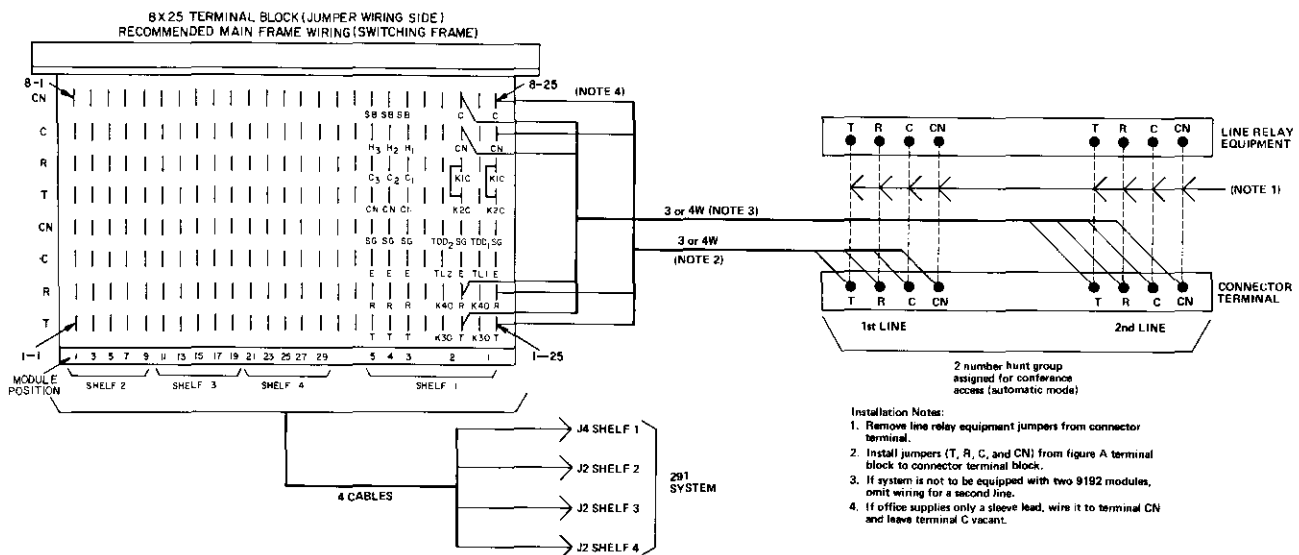 8X25 TERMINAL BLOCK (JUMPER WIRING SIDE)
RECOMMENDED MAIN FRAME WIRING (SWITCHING FRAME)
8-1
8-25
(NOTE 4)
CN
SB SB SB C C
C
H3 H2 H1 CN CN
R
C3 C2 C1 K1C K1C
T
CN CN CN K2C K2C
CN
SG SG SG TDD2 SG TDD1 SG
C
E E E TL2 E TL1 E
R
R R R K40 R K40 R
T
T T T K30 T K30 T
1-1
1-25
MODULE POSITION
1 3 5 7 9 11 13 15 17 19 21 23 25 27 29 5 4 3 2 1
SHELF 2 SHELF 3 SHELF 4 SHELF 1
4 CABLES
J4 SHELF 1
J2 SHELF 2
J2 SHELF 3
J2 SHELF 4
291 SYSTEM
T R C CN T R C CN
LINE RELAY EQUIPMENT
(NOTE 1)
3 or 4W (NOTE 3)
3 or 4W
(NOTE 2)
T R C CN T R C CN
CONNECTOR TERMINAL
1st LINE 2nd LINE
2 number hunt group
assigned for conference
access (automatic mode)
Installation Notes:
1. Remove line relay equipment jumpers from connector
terminal.
2. Install jumpers (T, R, C, and CN) from figure A terminal
block to connector terminal block.
3. If system is not to be equipped with two 9192 modules,
omit wiring for a second line.
4. If office supplies only a sleeve lead, wire it to terminal CN
and leave terminal C vacant.